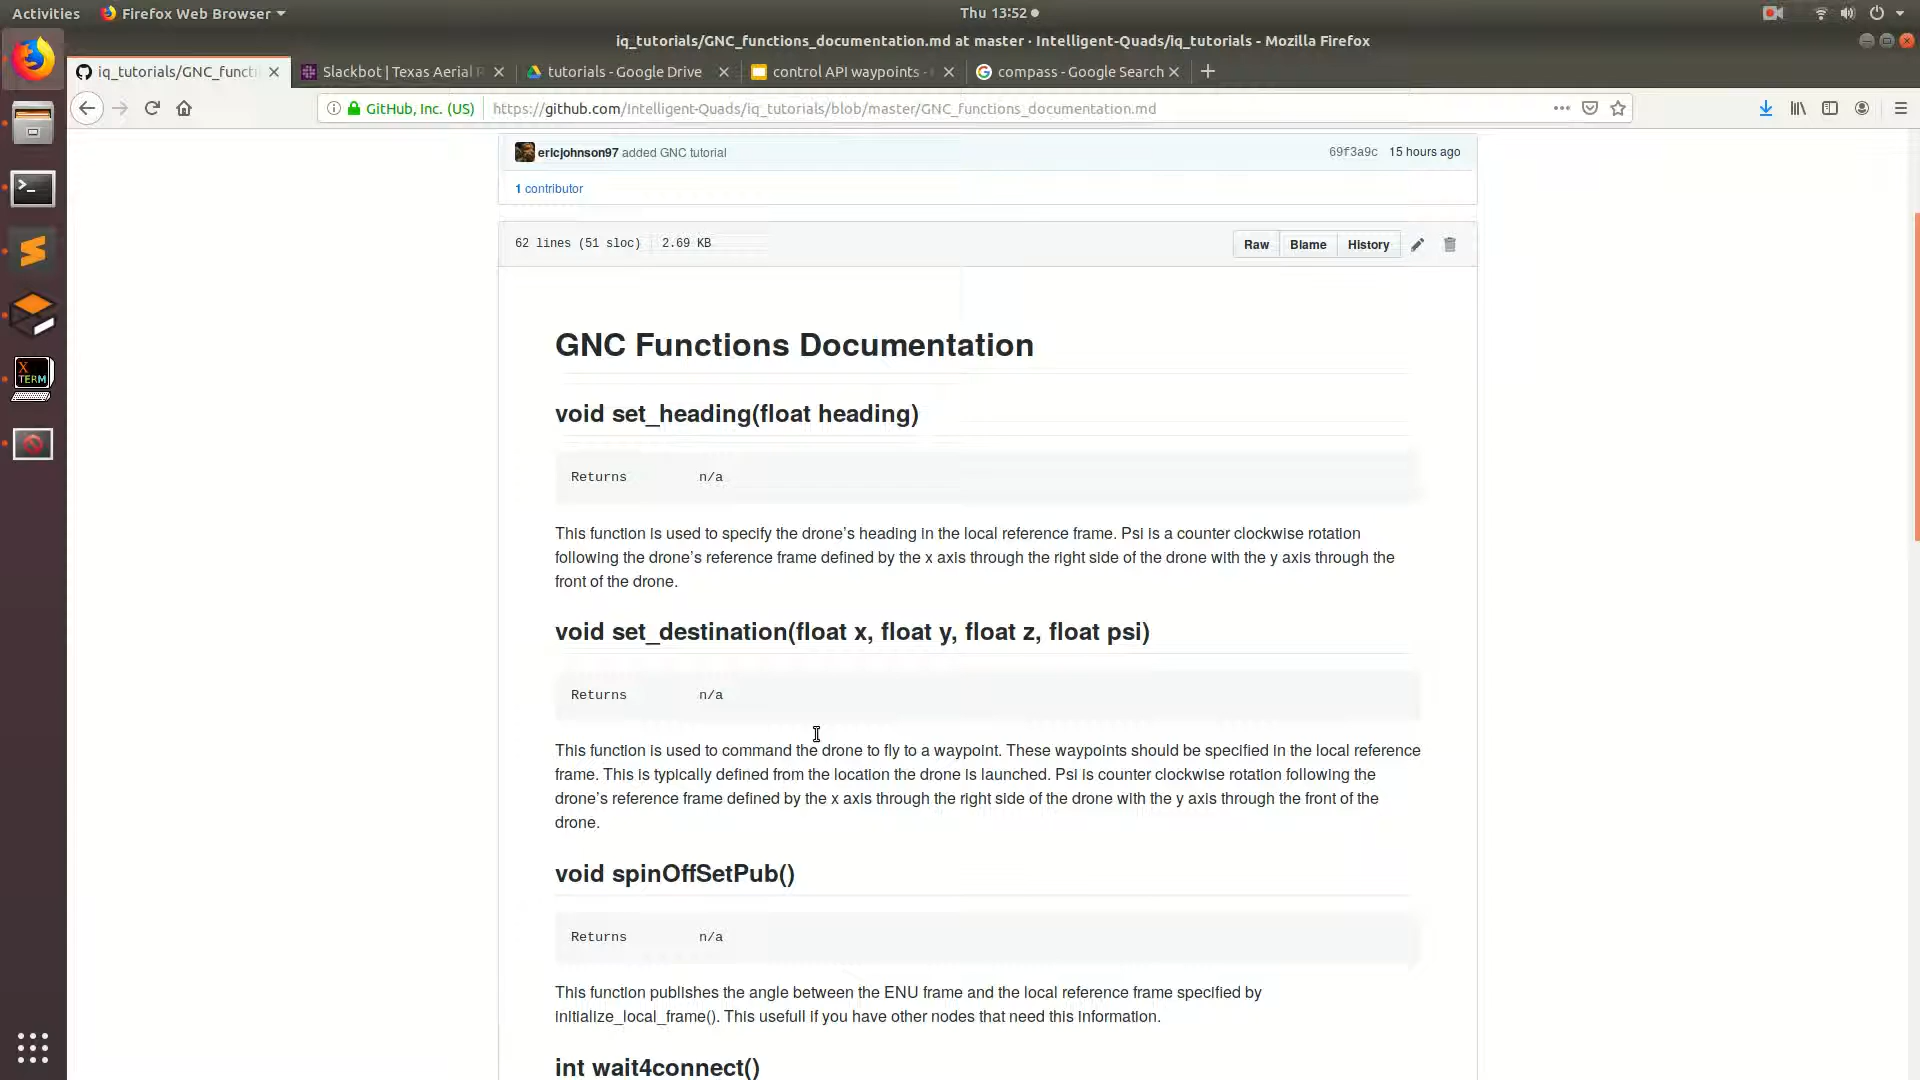 Activities Firefox Web Browser Thu 13:52
iq_tutorials/GNC_functions_documentation.md at master · Intelligent-Quads/iq_tutorials - Mozilla Firefox
iq_tutorials/GNC_functi Slackbot | Texas Aerial R tutorials - Google Drive control API waypoints - compass - Google Search
GitHub, Inc. (US) https://github.com/Intelligent-Quads/iq_tutorials/blob/master/GNC_functions_documentation.md
ericjohnson97 added GNC tutorial 69f3a9c 15 hours ago
1 contributor
62 lines (51 sloc) 2.69 KB Raw Blame History
GNC Functions Documentation
void set_heading(float heading)
X
TERM
Returns n/a
This function is used to specify the drone’s heading in the local reference frame. Psi is a counter clockwise rotation
following the drone’s reference frame defined by the x axis through the right side of the drone with the y axis through the
front of the drone.
void set_destination(float x, float y, float z, float psi)
Returns n/a
This function is used to command the drone to fly to a waypoint. These waypoints should be specified in the local reference
frame. This is typically defined from the location the drone is launched. Psi is counter clockwise rotation following the
drone’s reference frame defined by the x axis through the right side of the drone with the y axis through the front of the
drone.
void spinOffSetPub()
Returns n/a
This function publishes the angle between the ENU frame and the local reference frame specified by
initialize_local_frame(). This usefull if you have other nodes that need this information.
int wait4connect()